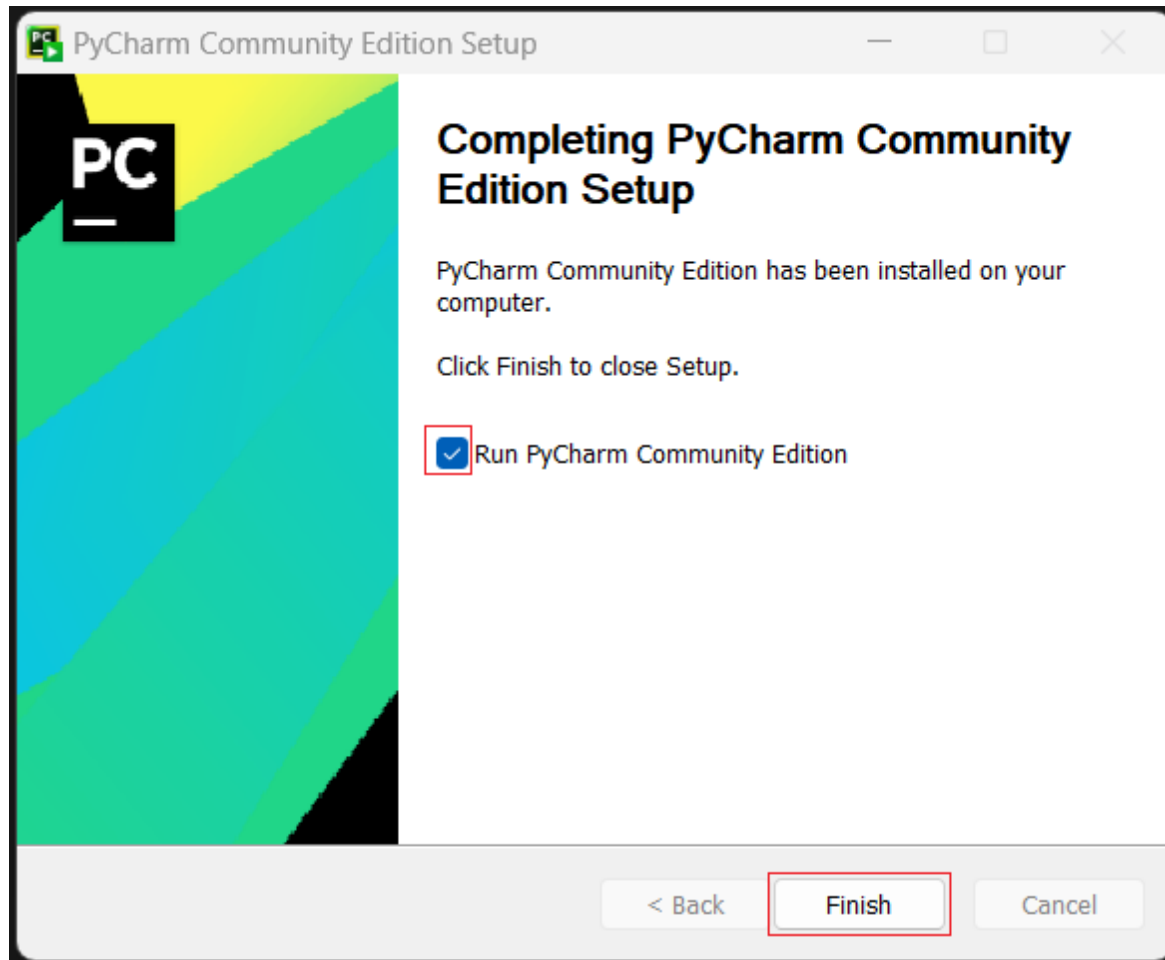 PyCharm Community Edition Setup
PC
Completing PyCharm Community
Edition Setup
PyCharm Community Edition has been installed on your
computer.
Click Finish to close Setup.
Run PyCharm Community Edition
< Back
Finish
Cancel